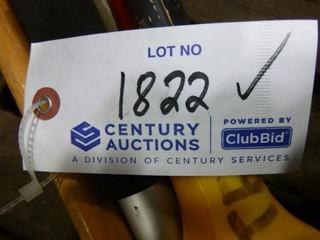 LOT NO
1822 ✓
CENTURY AUCTIONS POWERED BY ClubBid
A DIVISION OF CENTURY SERVICES